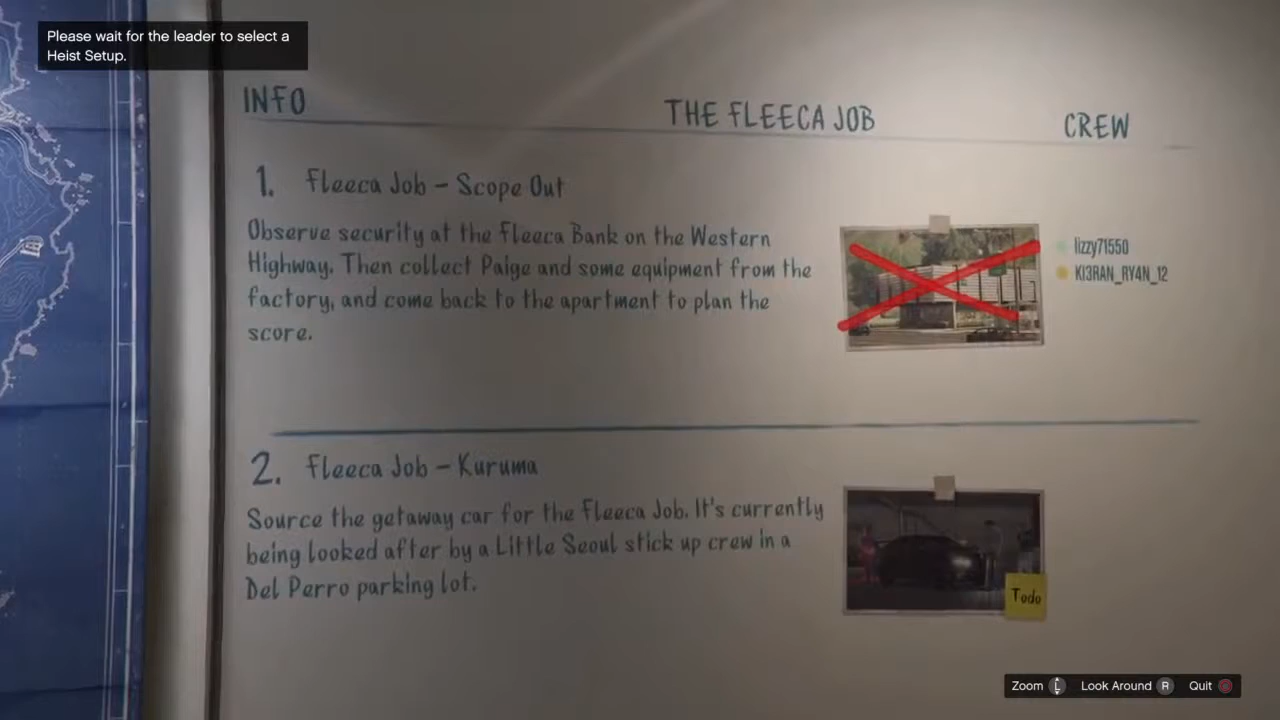 Please wait for the leader to select a
Heist Setup.
INFO
THE FLEECA JOB
CREW
1. Fleeca Job - Scope Out
Observe security at the Fleeca Bank on the Western
Highway. Then collect Paige and some equipment from the
factory, and come back to the apartment to plan the
score.
lizzy71550
KI3RAN_RY4N_12
2. Fleeca Job - Kuruma
Source the getaway car for the Fleeca Job. It's currently
being looked after by a Little Seoul stick up crew in a
Del Perro parking lot.
Todo
Zoom L Look Around R Quit